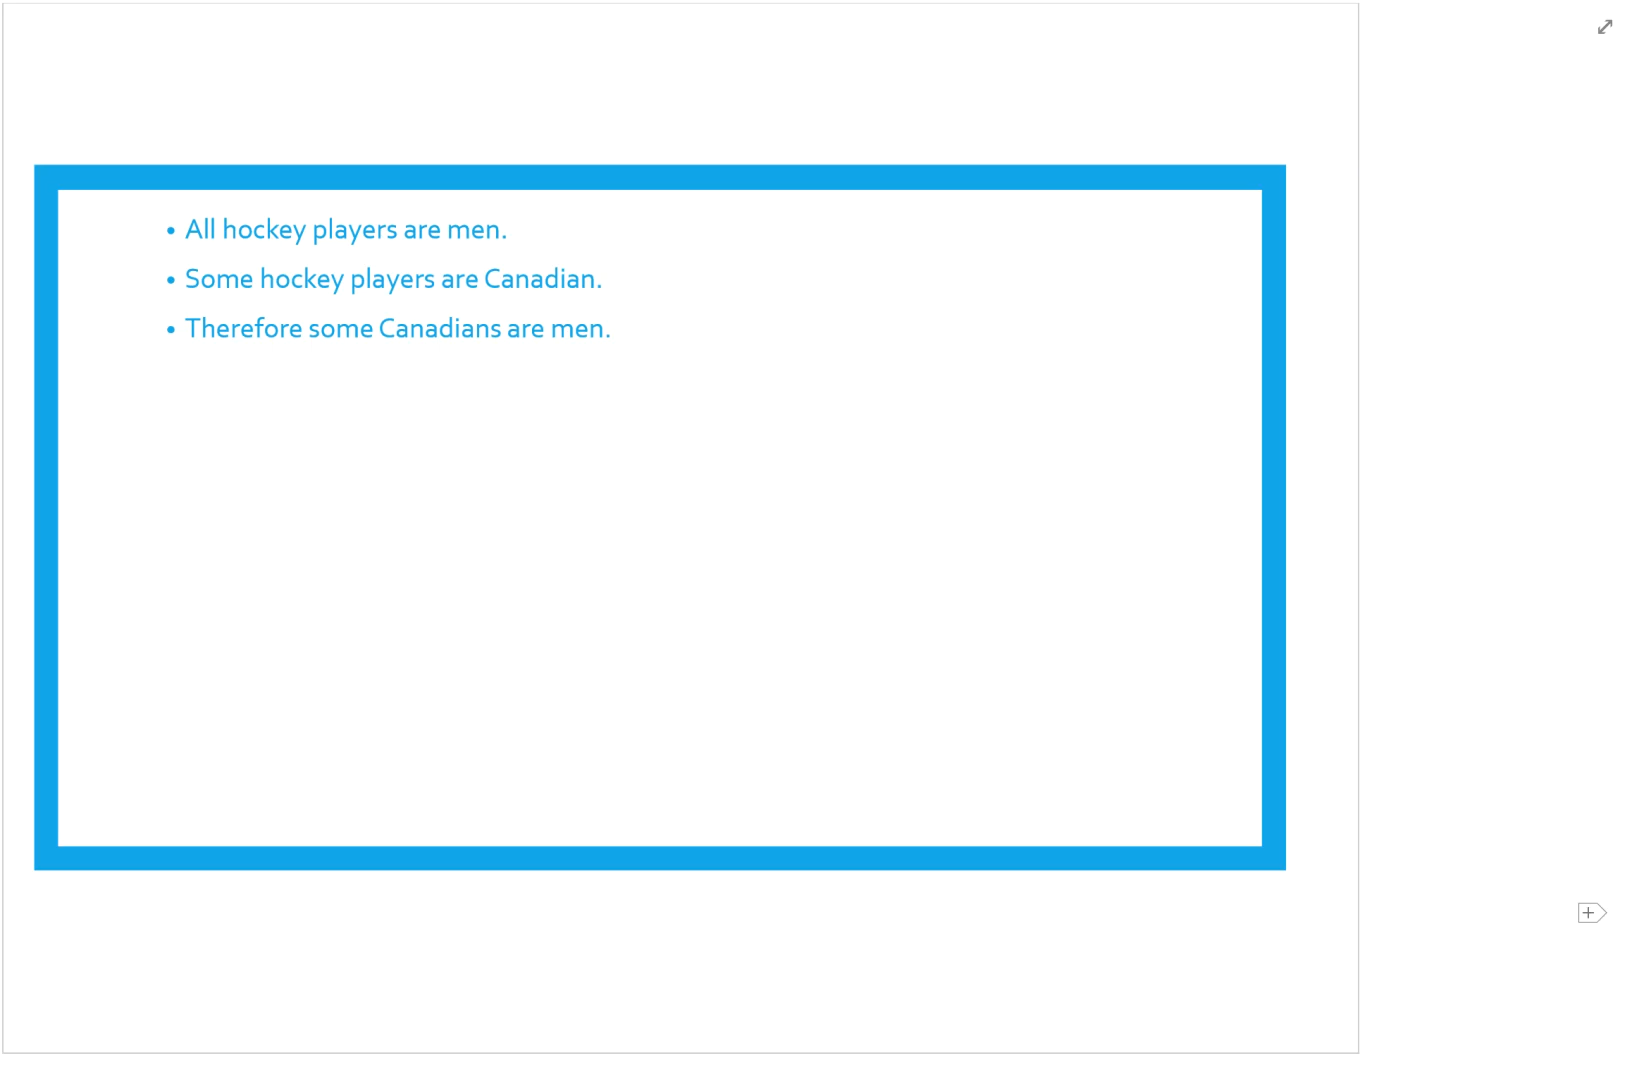 • All hockey players are men.
• Some hockey players are Canadian.
• Therefore some Canadians are men.